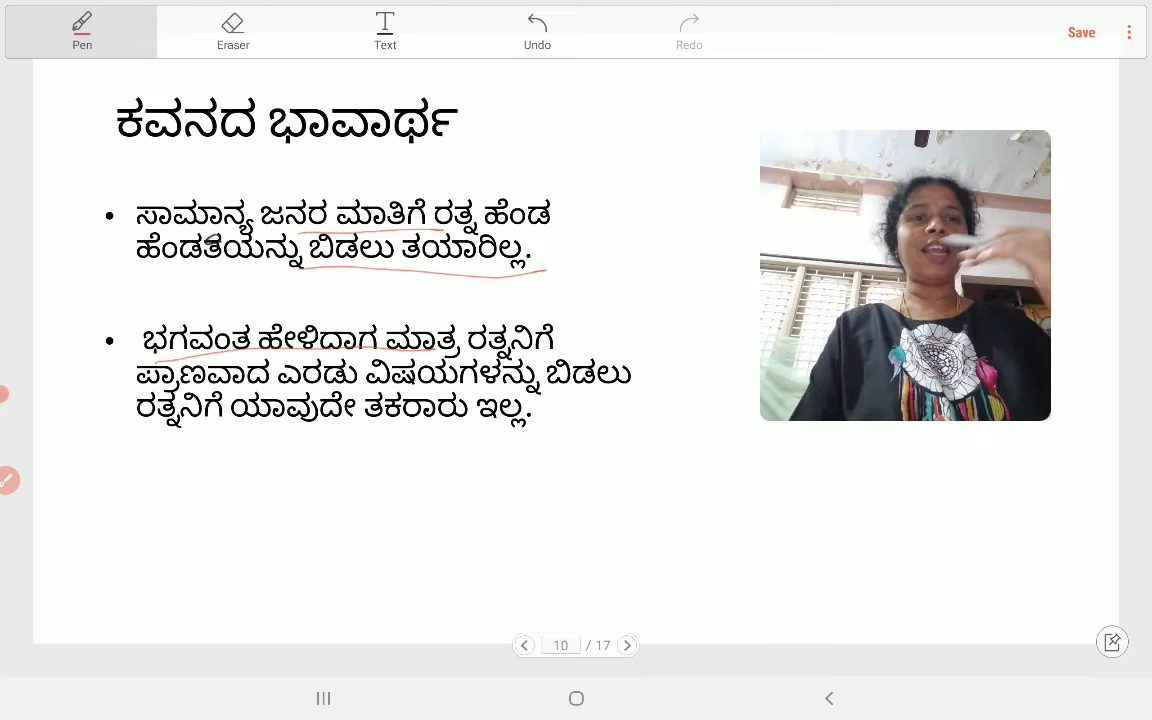 Pen Eraser Text Undo Redo Save
ಕವನದ ಭಾವಾರ್ಥ
• ಸಾಮಾನ್ಯ ಜನರ ಮಾತಿಗೆ ರತ್ನ ಹೆಂಡ
ಹೆಂಡತಿಯನ್ನು ಬಿಡಲು ತಯಾರಿಲ್ಲ.
• ಭಗವಂತ ಹೇಳಿದಾಗ ಮಾತ್ರ ರತ್ನನಿಗೆ
ಪ್ರಾಣವಾದ ಎರಡು ವಿಷಯಗಳನ್ನು ಬಿಡಲು
ರತ್ನನಿಗೆ ಯಾವುದೇ ತಕರಾರು ಇಲ್ಲ.
10 / 17